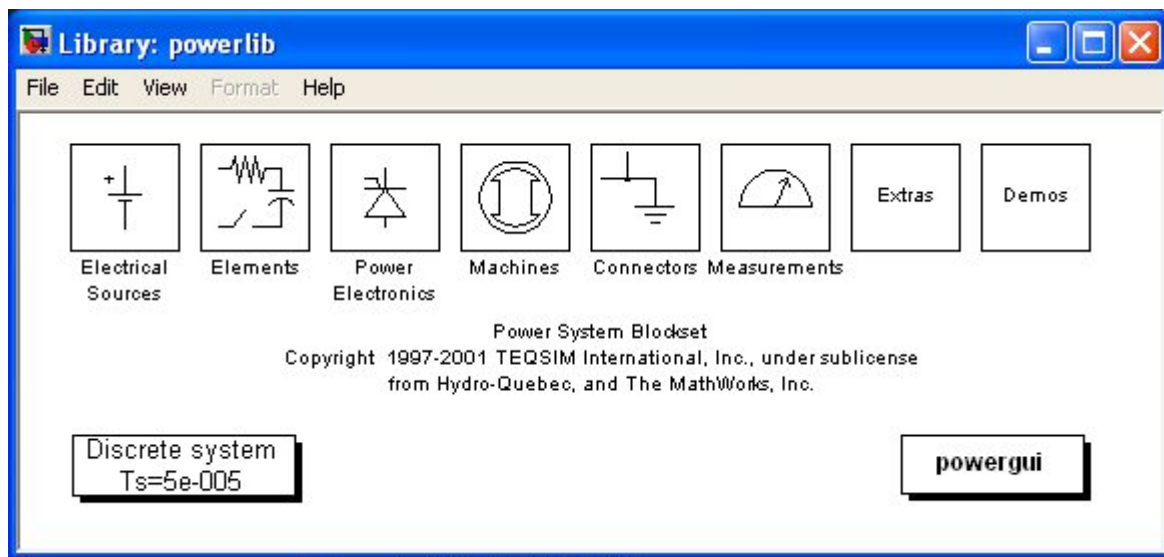 Library: powerlib
File Edit View Format Help
Extras Demos
Electrical Sources
Elements
Power Electronics
Machines
Connectors
Measurements
Power System Blockset
Copyright 1997-2001 TEQSIM International, Inc., under sublicense
from Hydro-Quebec, and The MathWorks, Inc.
Discrete system
Ts=5e-005
powergui